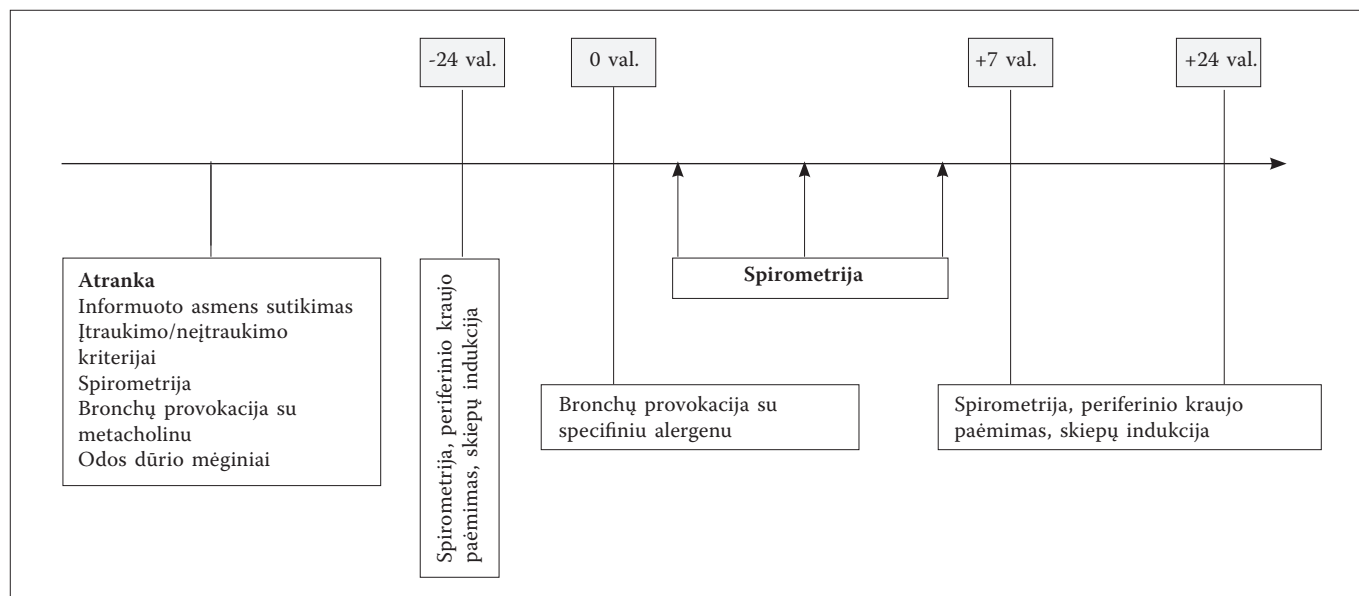 -24 val.
0 val.
+7 val.
+24 val.
Atranka
Informuoto asmens sutikimas
Įtraukimo/neįtraukimo
kriterijai
Spirometrija
Bronchų provokacija su
metacholinu
Odos dūrio mėginiai
Spirometrija, periferinio kraujo
paėmimas, skiepų indukcija
Spirometrija
Bronchų provokacija su
specifiniu alergenu
Spirometrija, periferinio kraujo
paėmimas, skiepų indukcija